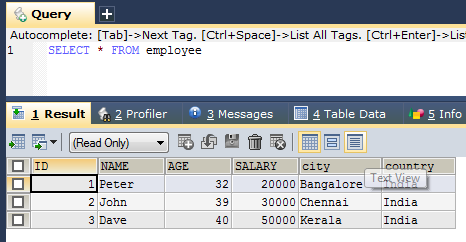 Query
Autocomplete: [Tab]->Next Tag. [Ctrl+Space]->List All Tags. [Ctrl+Enter]->Lis
1 SELECT * FROM employee
1 Result 2 Profiler 3 Messages 4 Table Data 5 Info
(Read Only)
ID NAME AGE SALARY city country
1 Peter 32 20000 Bangalore India
Text View
2 John 39 30000 Chennai India
3 Dave 40 50000 Kerala India